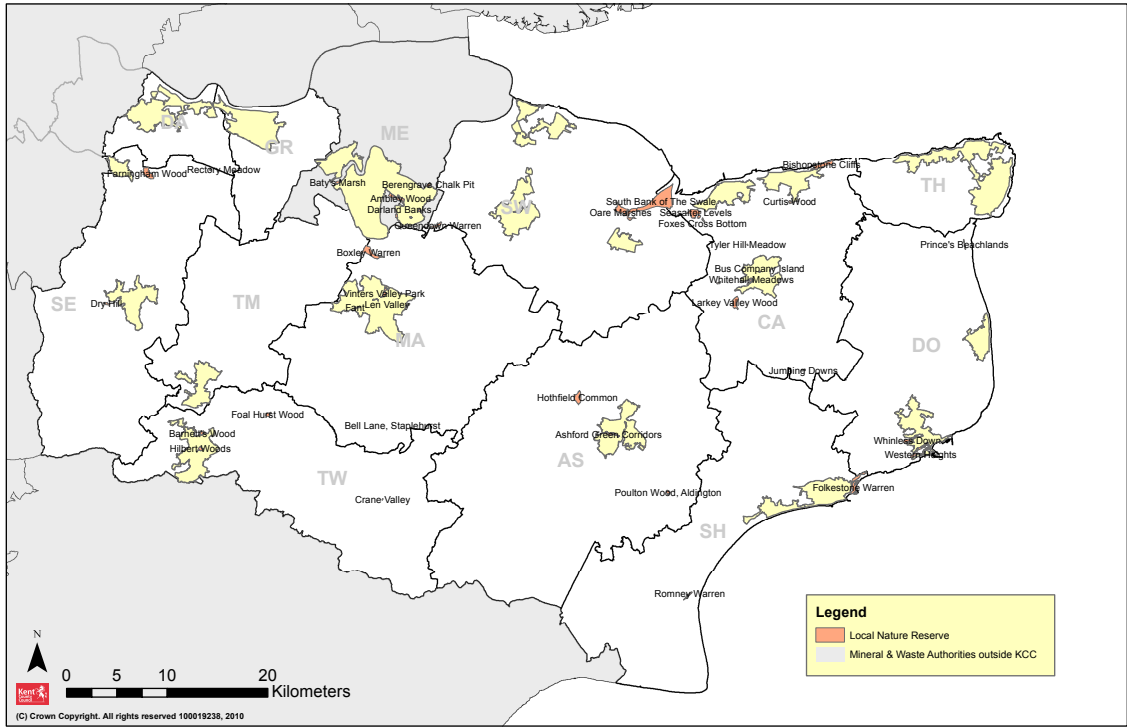 DA
GR
ME
Farningham Wood
Rectory Meadow
Baty's Marsh
Berengrave Chalk Pit
Ambley Wood
Darland Banks
Queendown Warren
Boxley Warren
SW
South Bank of The Swale
Oare Marshes
Seasalter Levels
Foxes Cross Bottom
Bishopstone Cliffs
Curtis Wood
TH
Prince's Beachlands
Tyler Hill Meadow
Bus Company Island
Whitehall Meadows
Larkey Valley Wood
CA
SE
Dry Hill
TM
Vinters Valley Park
Fant
Len Valley
MA
DO
Jumping Downs
Hothfield Common
Foal Hurst Wood
Bell Lane, Staplehurst
Barnett's Wood
Hilbert Woods
Ashford Green Corridors
AS
Whinless Down
Western Heights
TW
Crane Valley
Poulton Wood, Aldington
Folkestone Warren
SH
Romney Warren
Legend
Local Nature Reserve
Mineral & Waste Authorities outside KCC
N
0 5 10 20
Kilometers
Kent
County
Council
(C) Crown Copyright. All rights reserved 100019238, 2010